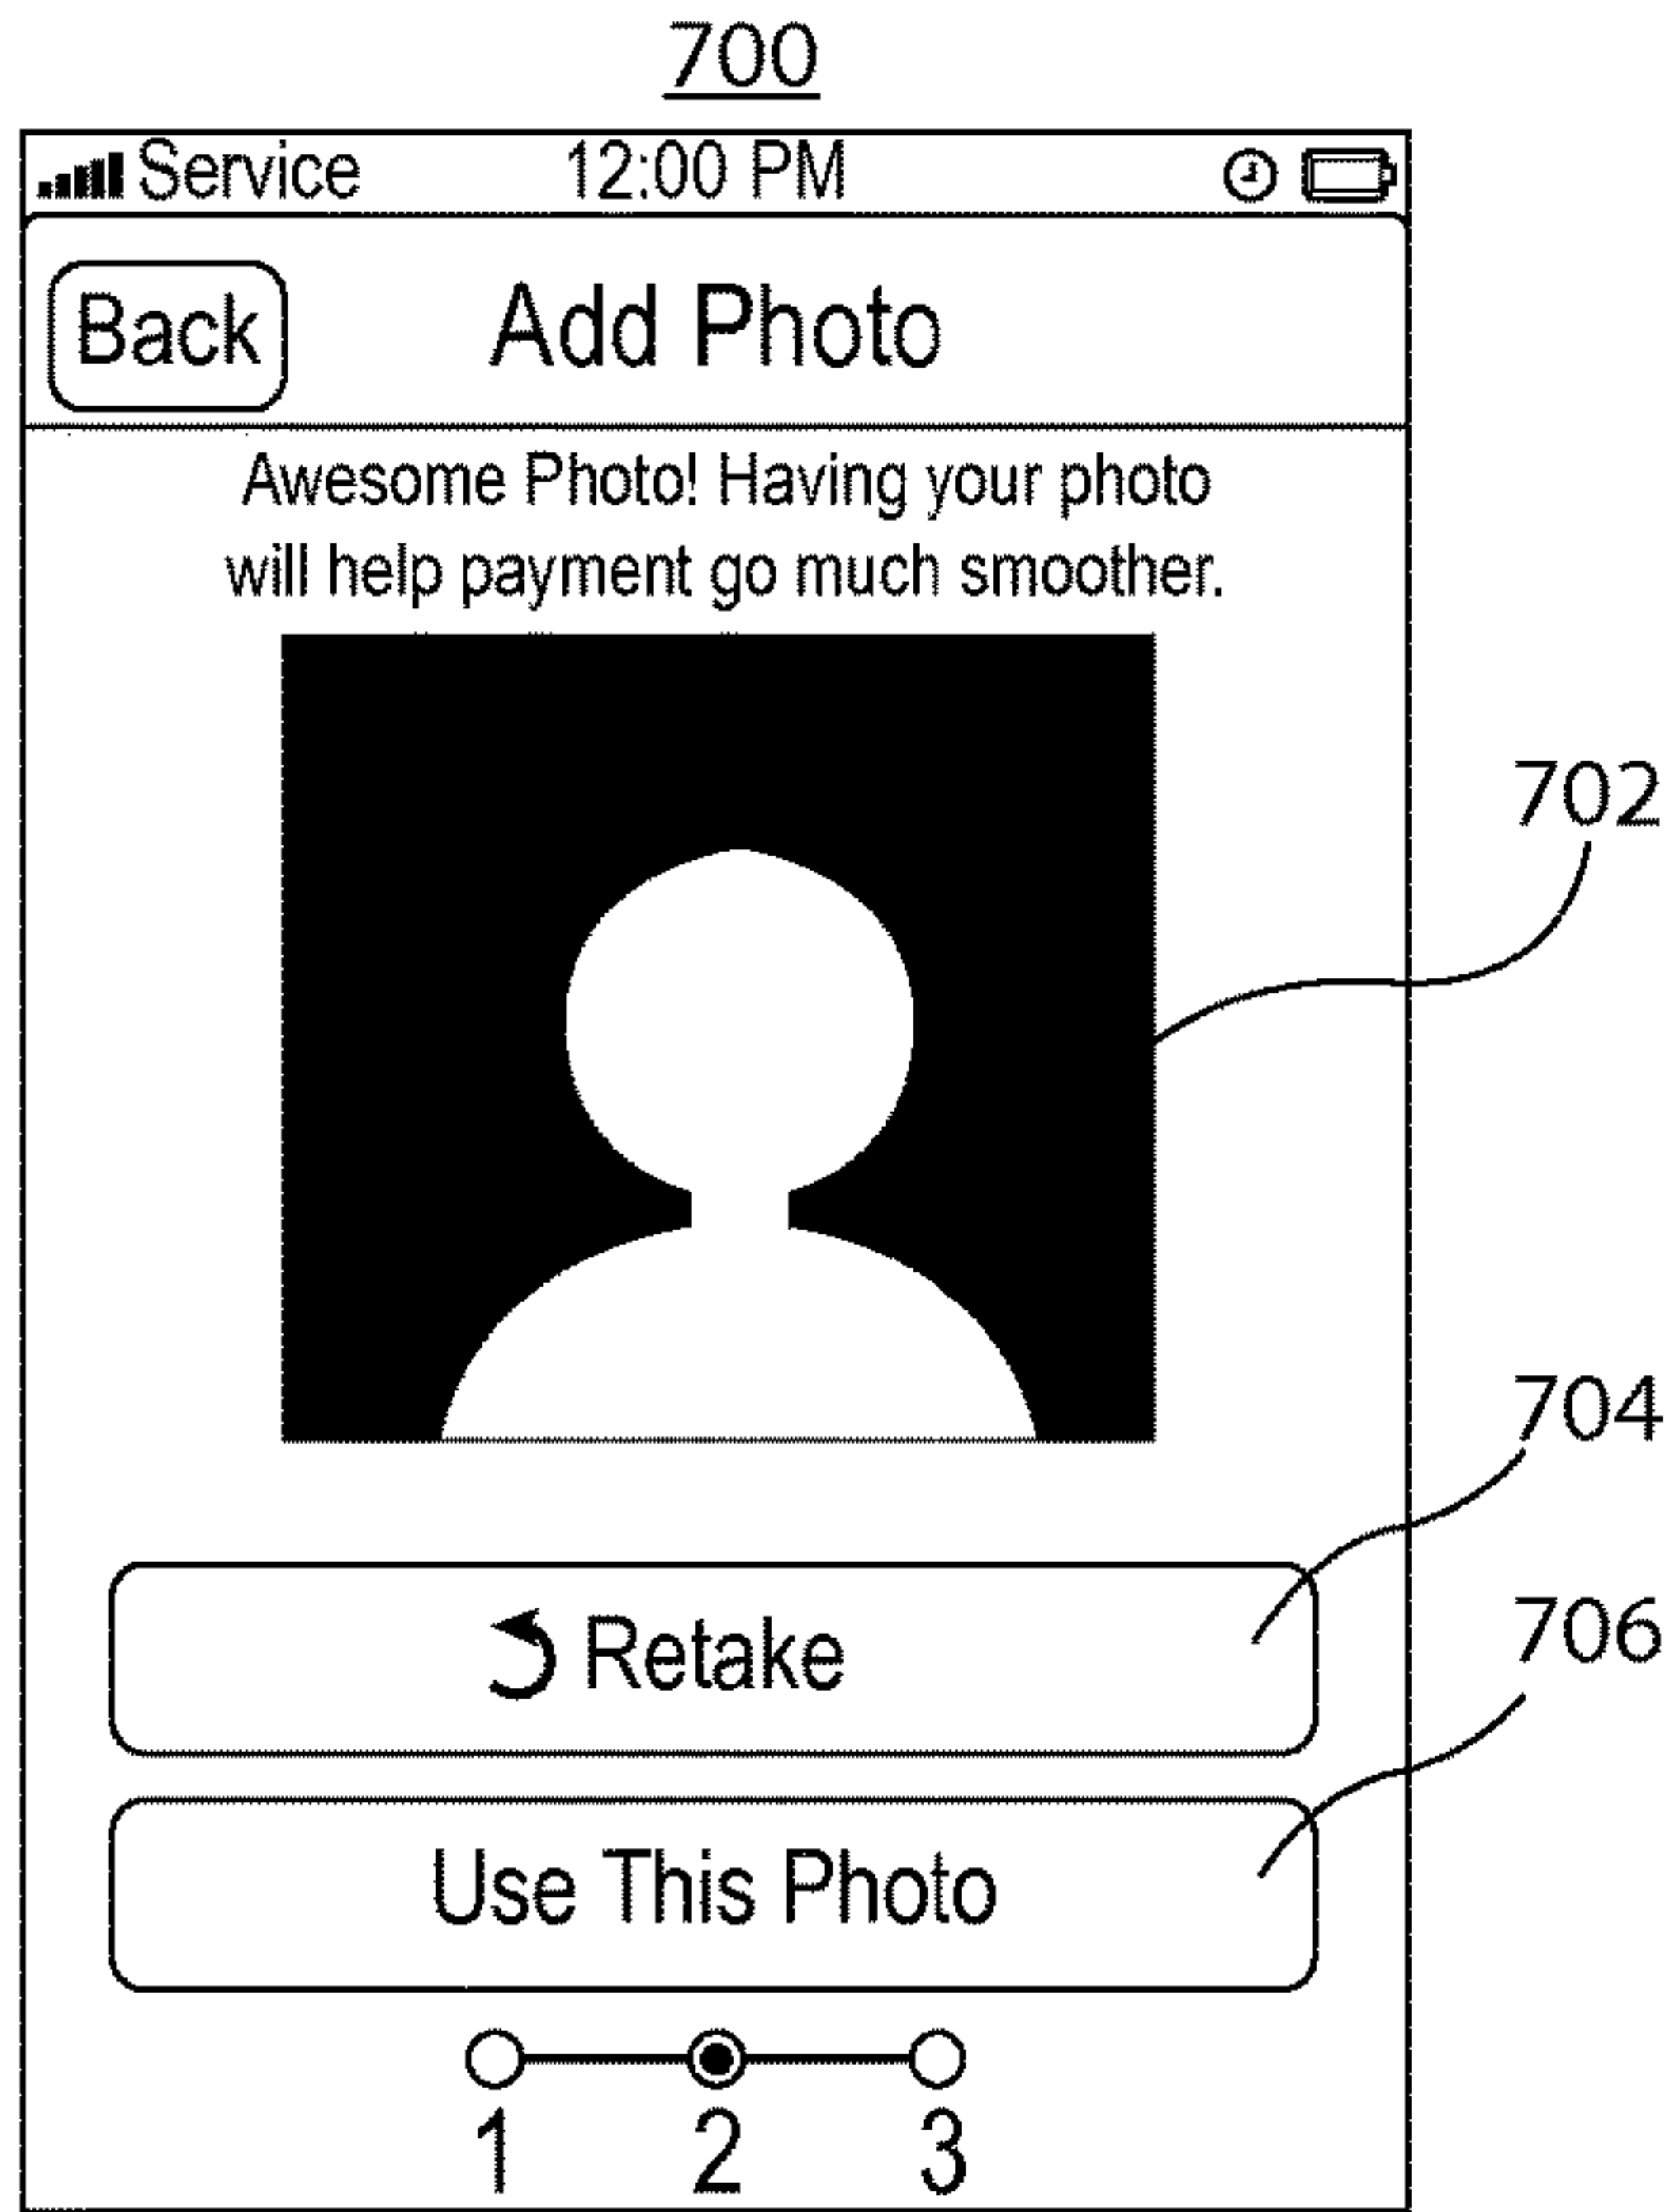 700
Service 12:00 PM
Back Add Photo
Awesome Photo! Having your photo
will help payment go much smoother.
702
704
Retake
706
Use This Photo
1 2 3